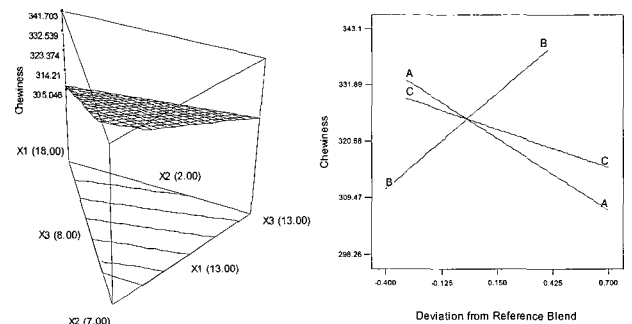 341.703
332.539
323.374
314.21
305.046
Chewiness
X1 (18.00)
X2 (2.00)
X3 (13.00)
X3 (8.00)
X1 (13.00)
X2 (7.00)
343.1
331.89
320.68
309.47
298.26
Chewiness
A
C
B
B
C
A
-0.400
-0.125
0.150
0.425
0.700
Deviation from Reference Blend